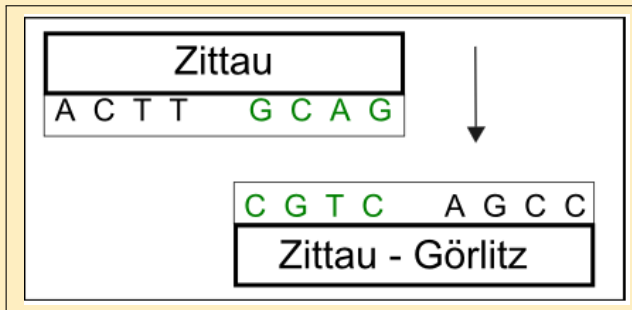 Zittau
A C T T G C A G
C G T C A G C C
Zittau - Görlitz